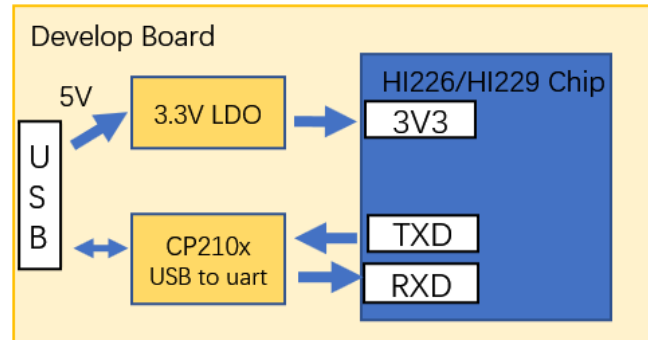 Develop Board
5V
3.3V LDO
HI226/HI229 Chip
3V3
U
S
B
CP210x
USB to uart
TXD
RXD